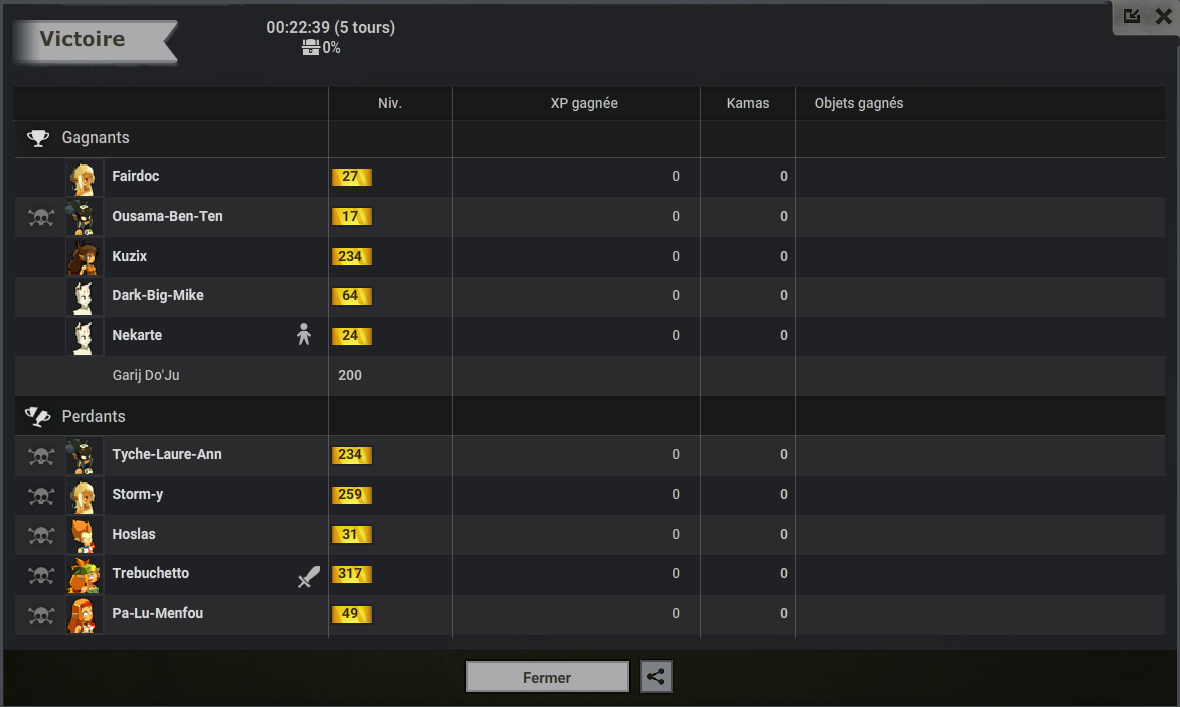 Victoire
00:22:39 (5 tours)
0%
Niv. XP gagnée Kamas Objets gagnés
Gagnants
Fairdoc 27 0 0
Ousama-Ben-Ten 17 0 0
Kuzix 234 0 0
Dark-Big-Mike 64 0 0
Nekarte 24 0 0
Garij Do'Ju 200
Perdants
Tyche-Laure-Ann 234 0 0
Storm-y 259 0 0
Hoslas 31 0 0
Trebuchetto 317 0 0
Pa-Lu-Menfou 49 0 0
Fermer